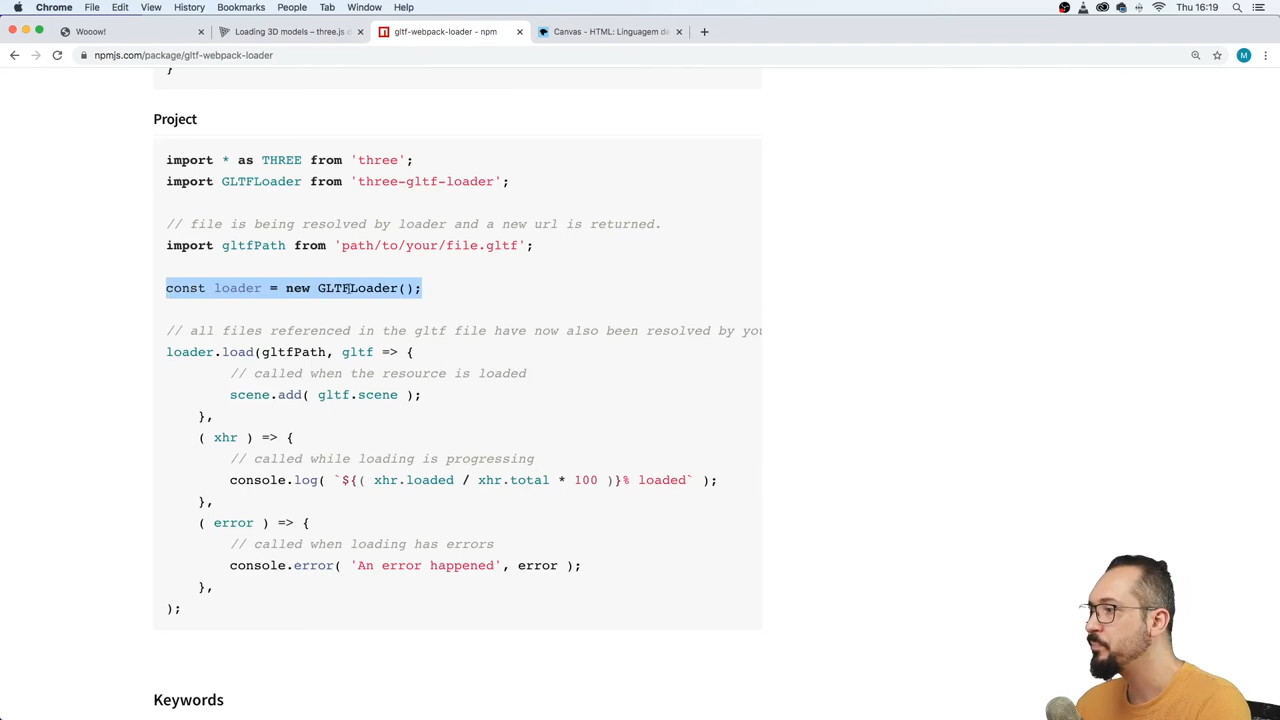 Chrome File Edit View History Bookmarks People Tab Window Help Thu 16:19
Wooow! Loading 3D models – three.js d gltf-webpack-loader - npm Canvas - HTML: Linguagem de
npmjs.com/package/gltf-webpack-loader M
}
Project
import * as THREE from 'three';
import GLTFLoader from 'three-gltf-loader';
// file is being resolved by loader and a new url is returned.
import gltfPath from 'path/to/your/file.gltf';
const loader = new GLTFLoader();
// all files referenced in the gltf file have now also been resolved by you
loader.load(gltfPath, gltf => {
// called when the resource is loaded
scene.add( gltf.scene );
},
( xhr ) => {
// called while loading is progressing
console.log( `${( xhr.loaded / xhr.total * 100 )}% loaded` );
},
( error ) => {
// called when loading has errors
console.error( 'An error happened', error );
},
);
Keywords